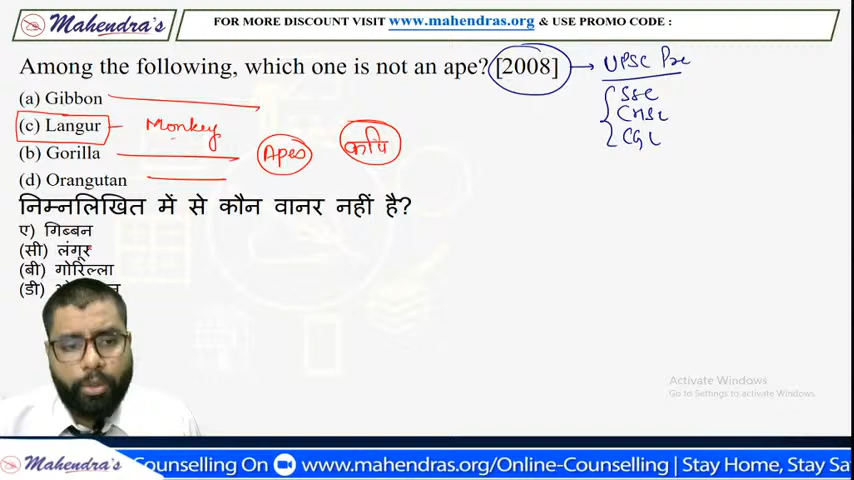 Mahendra's
FOR MORE DISCOUNT VISIT www.mahendras.org & USE PROMO CODE :
Among the following, which one is not an ape? [2008] → UPSC Pre
(a) Gibbon
SSC
(c) Langur - Monkey
CHSL
(b) Gorilla
Apes कपि
CGL
(d) Orangutan
निम्नलिखित में से कौन वानर नहीं है?
ए) गिब्बन
(सी) लंगूर
(बी) गोरिल्ला
(डी)
Activate Windows
Go to Settings to activate Windows.
Mahendra's Counselling On www.mahendras.org/Online-Counselling | Stay Home, Stay Sa